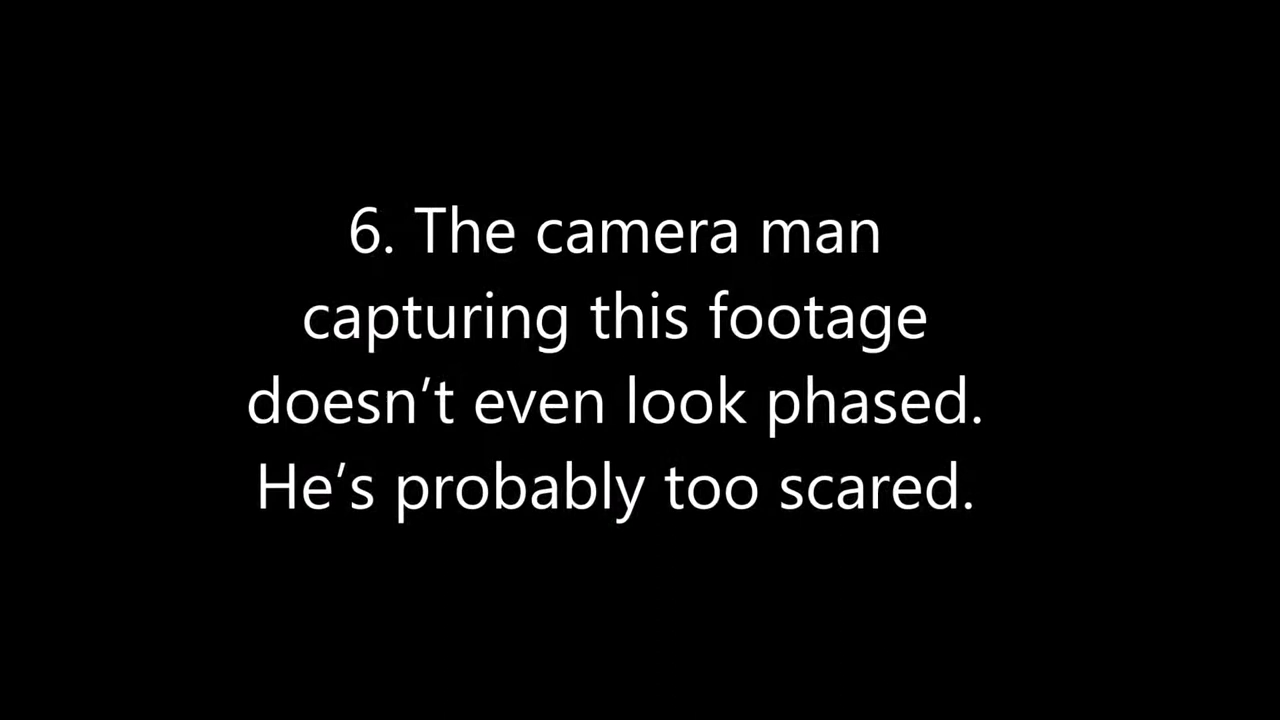 6. The camera man
capturing this footage
doesn’t even look phased.
He’s probably too scared.